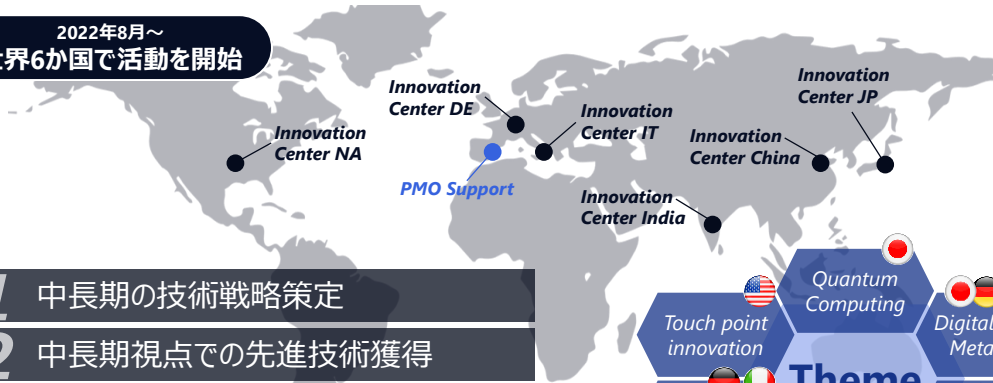 2022年8月~
世界6か国で活動を開始
Innovation
Center DE
Innovation
Center JP
Innovation
Center IT
Innovation
Center NA
Innovation
Center China
PMO Support
Innovation
Center India
1 中長期の技術戦略策定
2 中長期視点での先進技術獲得
Quantum
Computing
Touch point
innovation
Digital
Meta
Theme